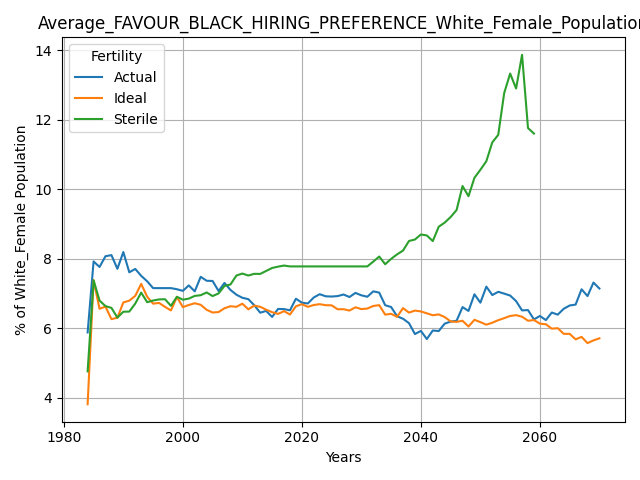 Average_FAVOUR_BLACK_HIRING_PREFERENCE_White_Female_Population
Fertility
Actual
Ideal
Sterile
14
12
10
8
6
4
% of White_Female Population
1980
2000
2020
2040
2060
Years